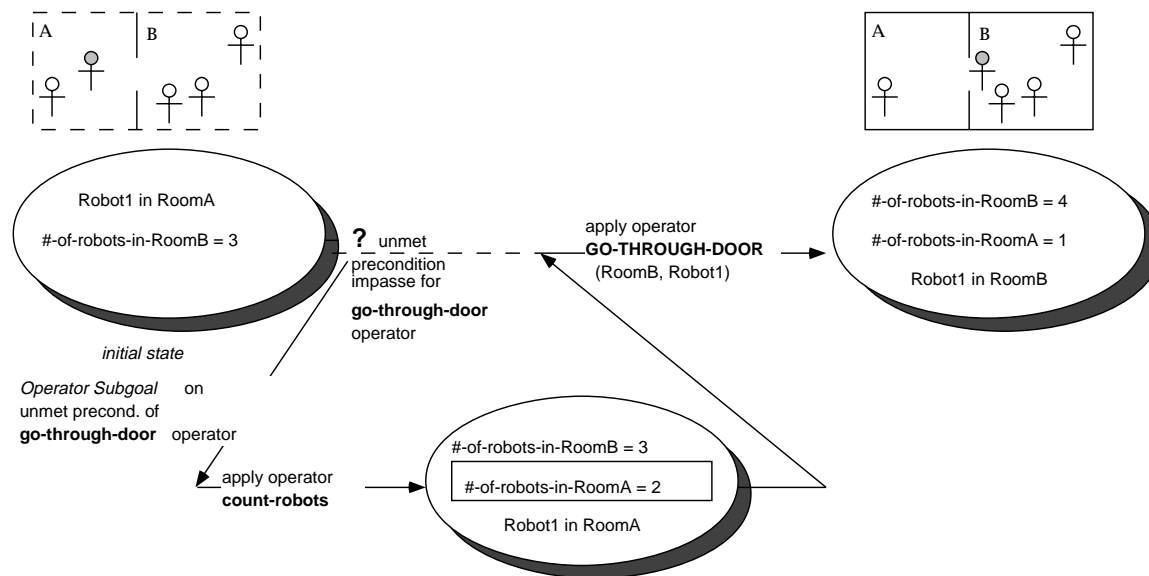 A
B
A
B
Robot1 in RoomA
#-of-robots-in-RoomB = 3
? unmet
precondition
impasse for
go-through-door
operator
apply operator
GO-THROUGH-DOOR
(RoomB, Robot1)
#-of-robots-in-RoomB = 4
#-of-robots-in-RoomA = 1
Robot1 in RoomB
initial state
Operator Subgoal on
unmet precond. of
go-through-door operator
apply operator
count-robots
#-of-robots-in-RoomB = 3
#-of-robots-in-RoomA = 2
Robot1 in RoomA